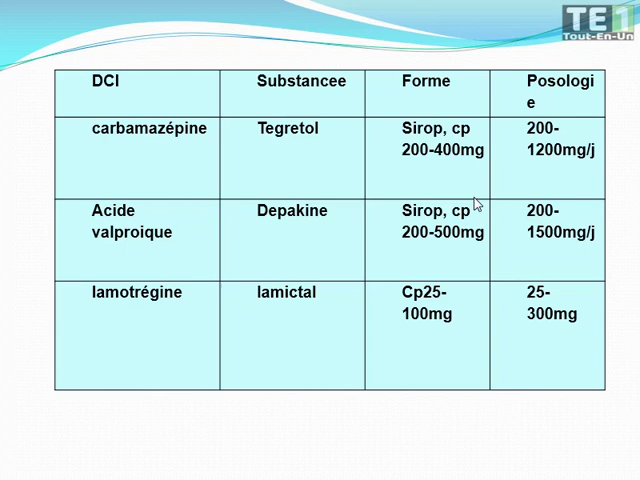 TE1
Tout-En-Un
DCI Substancee Forme Posologi
e
carbamazépine Tegretol Sirop, cp 200-
200-400mg 1200mg/j
Acide Depakine Sirop, cp 200-
valproique 200-500mg 1500mg/j
lamotrégine lamictal Cp25- 25-
100mg 300mg